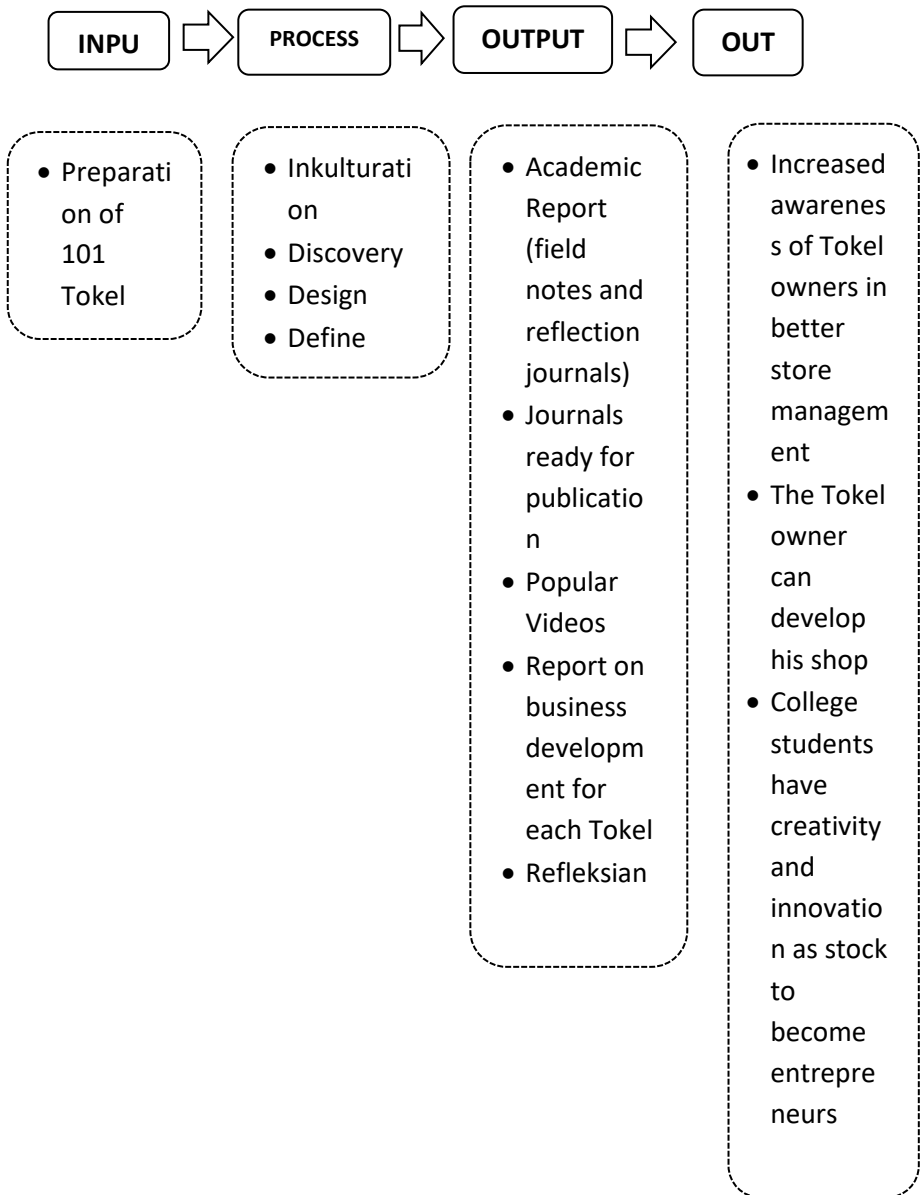 INPU
PROCESS
OUTPUT
OUT
• Preparati
on of
101
Tokel
• Inkulturati
on
• Discovery
• Design
• Define
• Academic
Report
(field
notes and
reflection
journals)
• Journals
ready for
publicatio
n
• Popular
Videos
• Report on
business
developm
ent for
each Tokel
• Refleksian
• Increased
awarenes
s of Tokel
owners in
better
store
managem
ent
• The Tokel
owner
can
develop
his shop
• College
students
have
creativity
and
innovatio
n as stock
to
become
entrepre
neurs